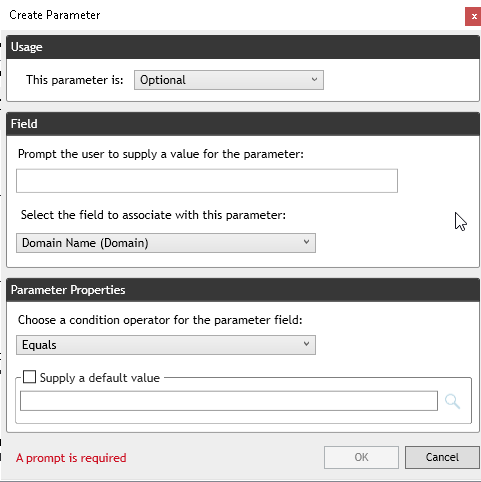 Create Parameter
x
Usage
This parameter is: Optional
Field
Prompt the user to supply a value for the parameter:
Select the field to associate with this parameter:
Domain Name (Domain)
Parameter Properties
Choose a condition operator for the parameter field:
Equals
Supply a default value
A prompt is required OK Cancel